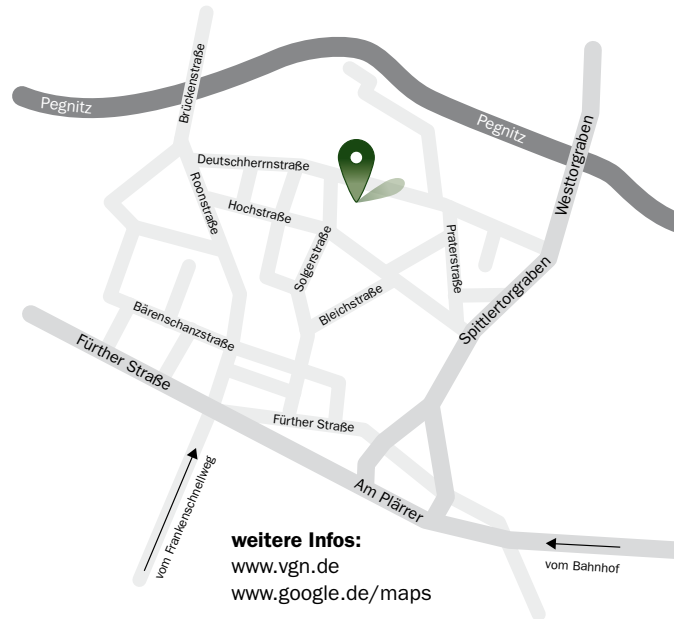 Pegnitz
Brückenstraße
Pegnitz
Westtorgraben
Deutschherrnstraße
Roonstraße
Hochstraße
Solgerstraße
Praterstraße
Bleichstraße
Spittlertorgraben
Bärenschanzstraße
Fürther Straße
Fürther Straße
Am Plärrer
vom Frankenschnellweg
vom Bahnhof
weitere Infos:
www.vgn.de
www.google.de/maps